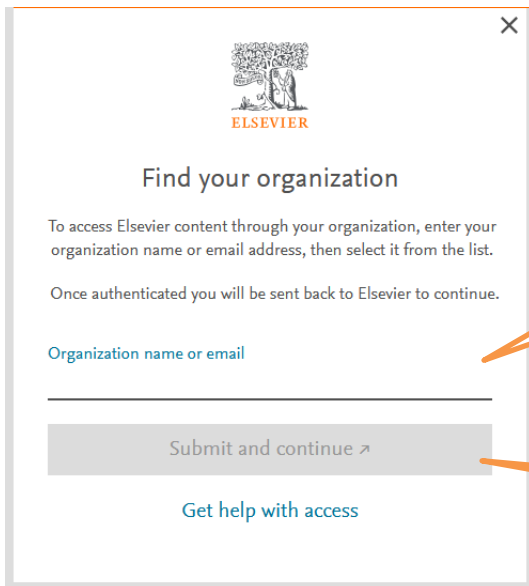 ELSEVIER
Find your organization
To access Elsevier content through your organization, enter your
organization name or email address, then select it from the list.
Once authenticated you will be sent back to Elsevier to continue.
Organization name or email
Submit and continue ↗
Get help with access